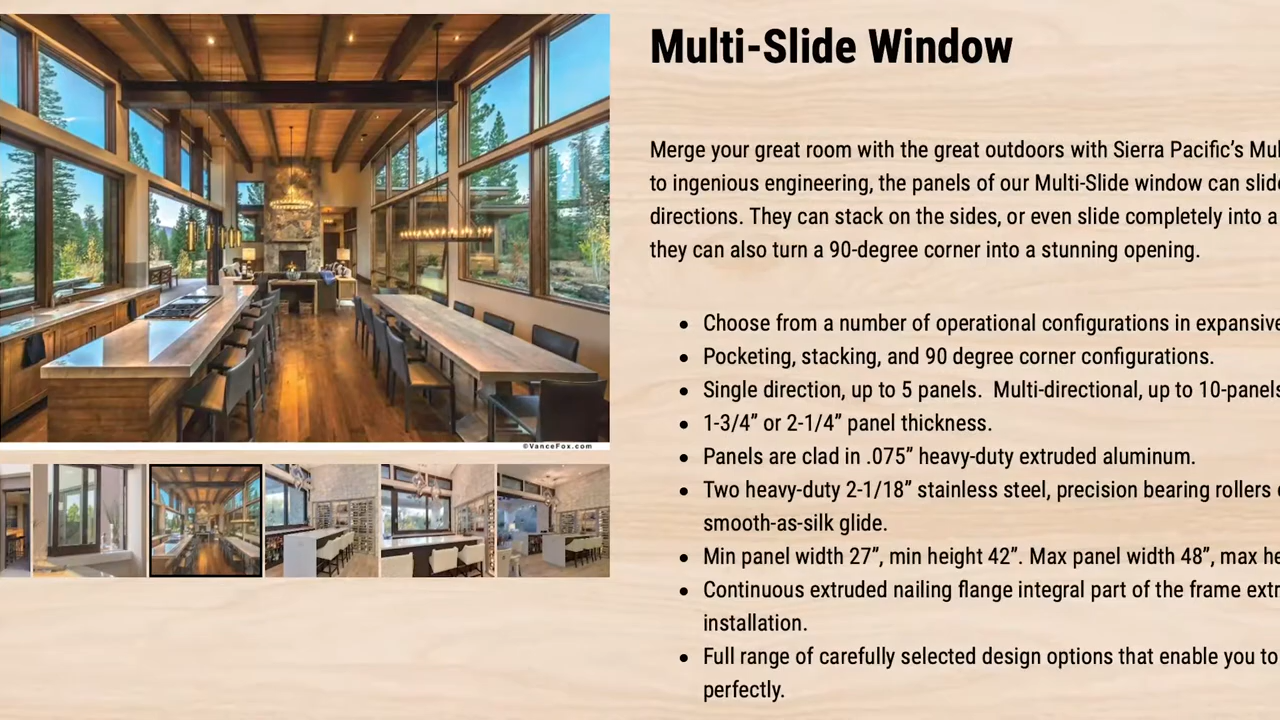 Multi-Slide Window
Merge your great room with the great outdoors with Sierra Pacific’s
to ingenious engineering, the panels of our Multi-Slide window can
directions. They can stack on the sides, or even slide completely into a
they can also turn a 90-degree corner into a stunning opening.
• Choose from a number of operational configurations in expansive
• Pocketing, stacking, and 90 degree corner configurations.
• Single direction, up to 5 panels.  Multi-directional, up to 10-panels
• 1-3/4” or 2-1/4” panel thickness.
• Panels are clad in .075” heavy-duty extruded aluminum.
• Two heavy-duty 2-1/18” stainless steel, precision bearing rollers
smooth-as-silk glide.
• Min panel width 27”, min height 42”. Max panel width 48”, max
• Continuous extruded nailing flange integral part of the frame
installation.
• Full range of carefully selected design options that enable you to
perfectly.
©VanceFox.com